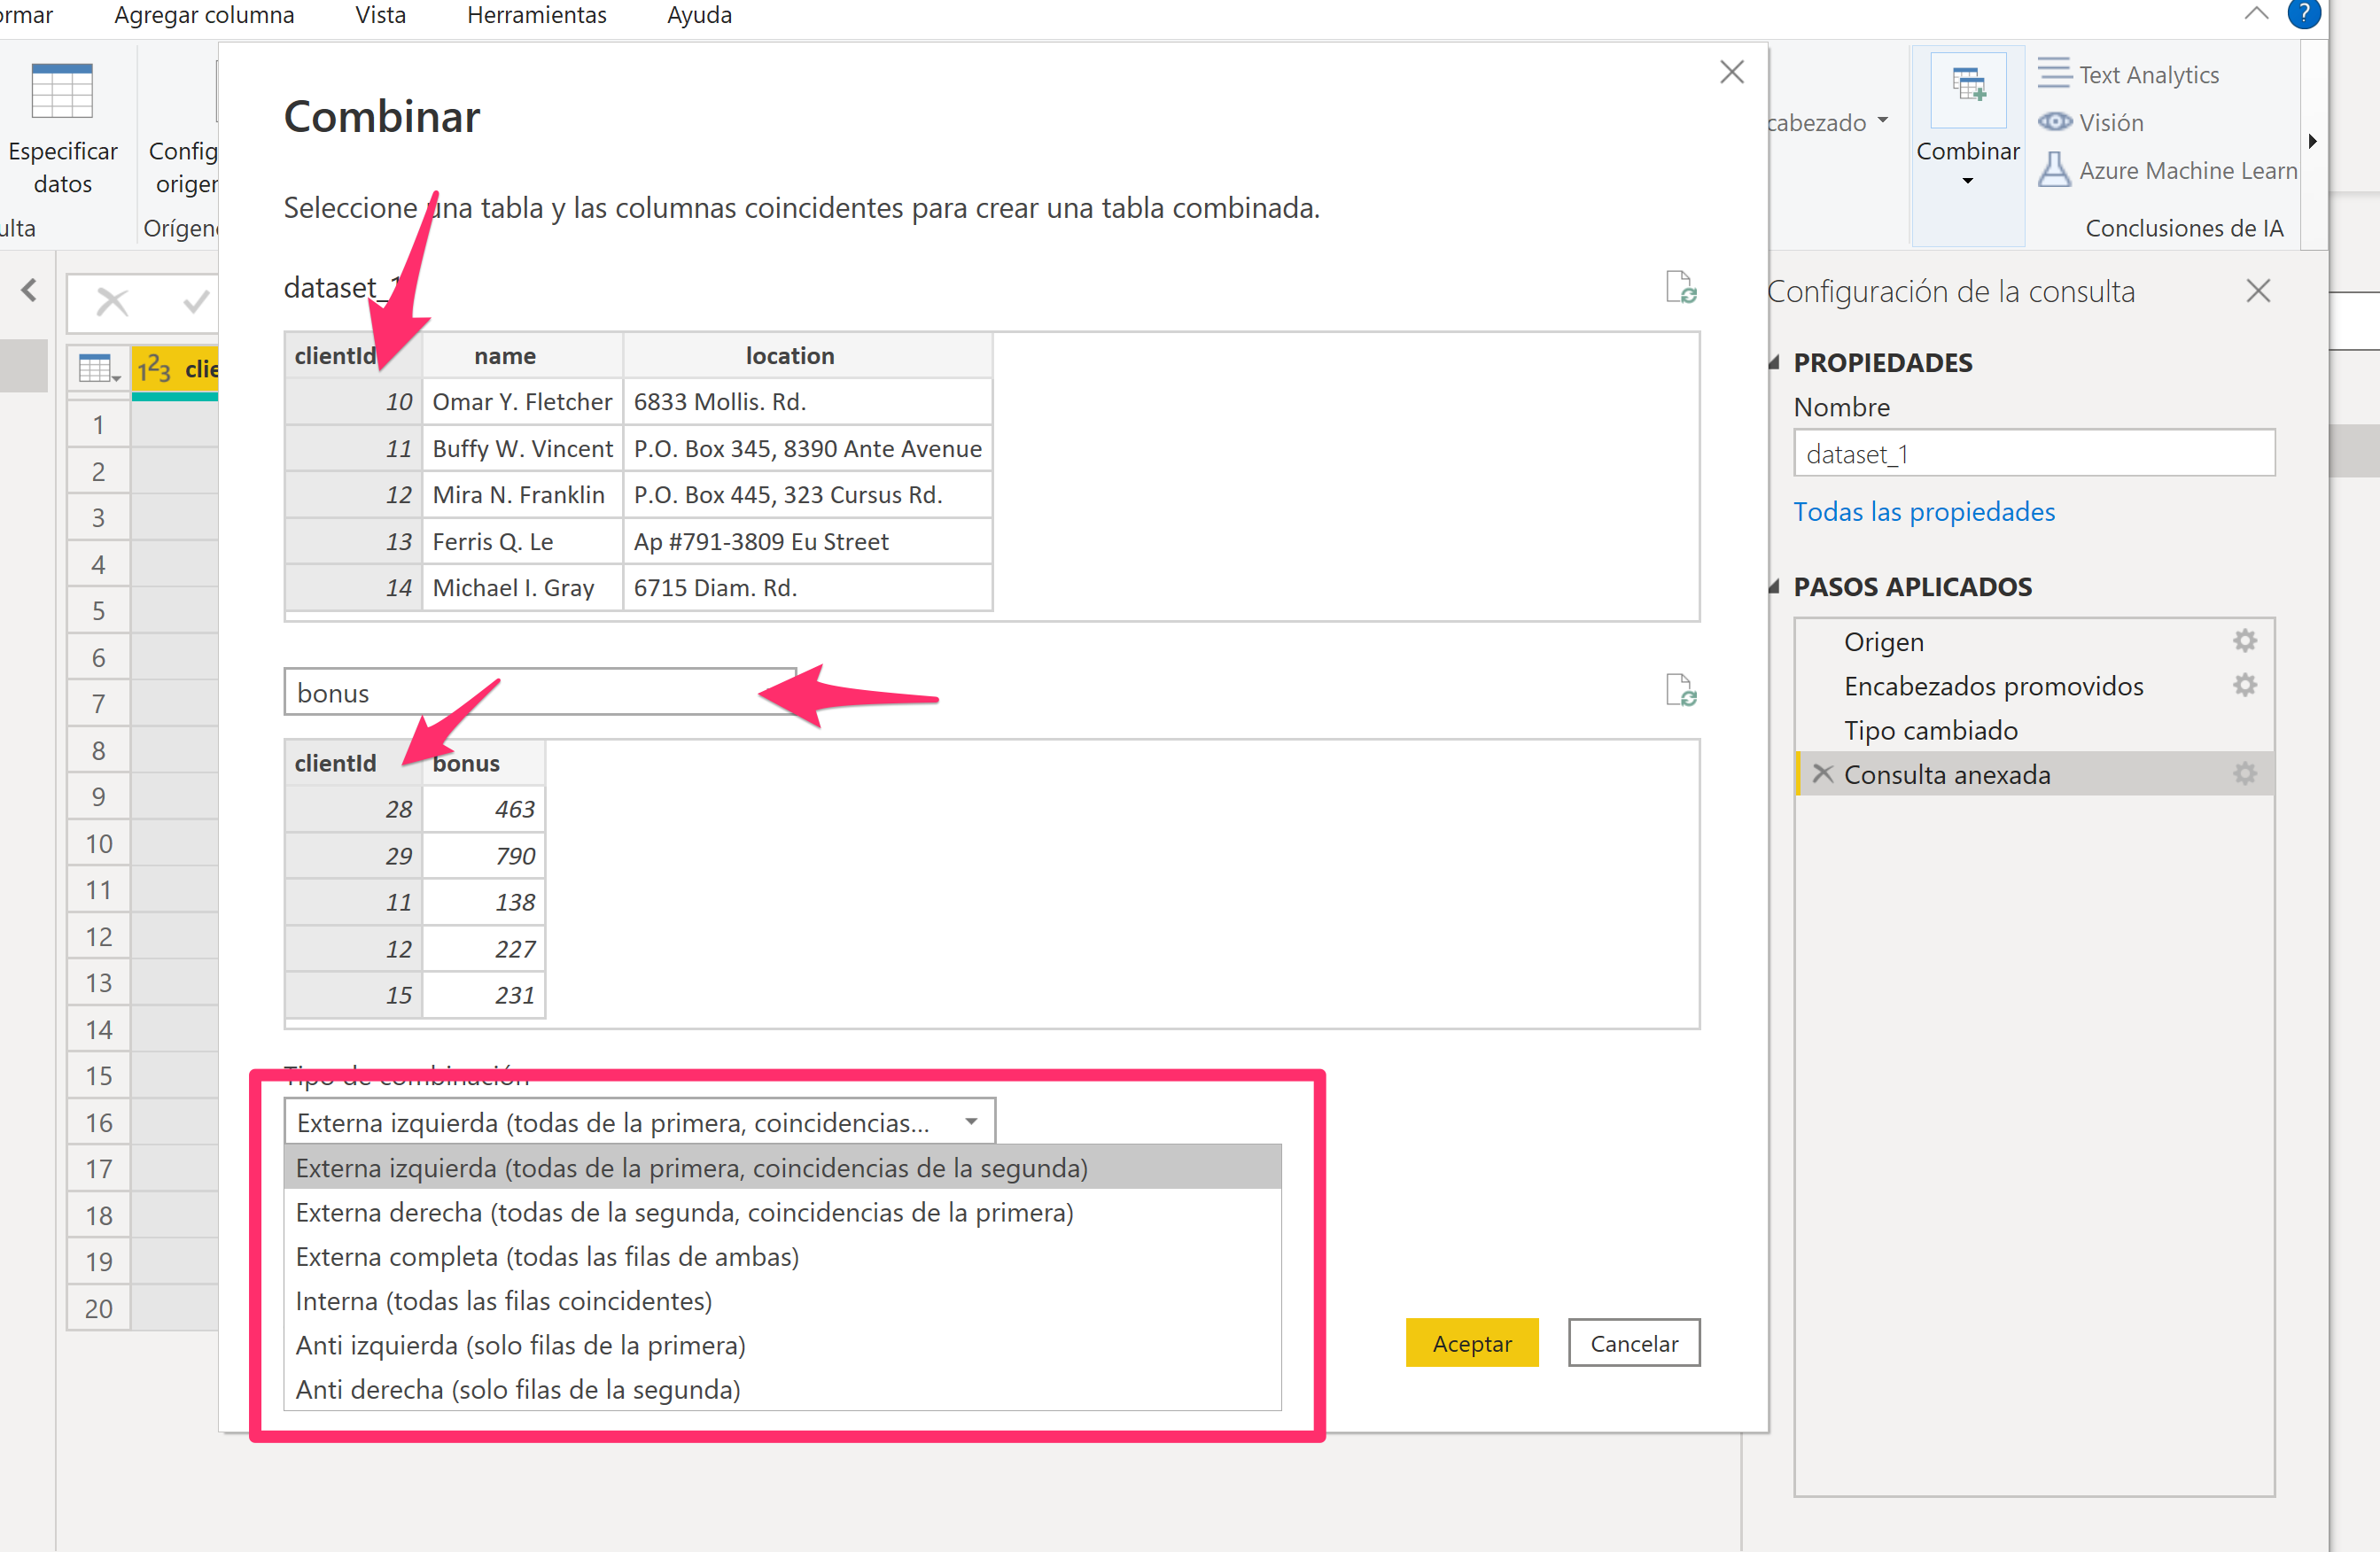 Agregar columna Vista Herramientas Ayuda
?
Especificar
datos
cabezado
Combinar
Text Analytics
Visión
Azure Machine Learn
Conclusiones de IA
Combinar
Seleccione una tabla y las columnas coincidentes para crear una tabla combinada.
dataset_1
clientId name location
10 Omar Y. Fletcher 6833 Mollis. Rd.
11 Buffy W. Vincent P.O. Box 345, 8390 Ante Avenue
12 Mira N. Franklin P.O. Box 445, 323 Cursus Rd.
13 Ferris Q. Le Ap #791-3809 Eu Street
14 Michael I. Gray 6715 Diam. Rd.
bonus
clientId bonus
28 463
29 790
11 138
12 227
15 231
Tipo de combinación
Externa izquierda (todas de la primera, coincidencias...
Externa izquierda (todas de la primera, coincidencias de la segunda)
Externa derecha (todas de la segunda, coincidencias de la primera)
Externa completa (todas las filas de ambas)
Interna (todas las filas coincidentes)
Anti izquierda (solo filas de la primera)
Anti derecha (solo filas de la segunda)
Aceptar Cancelar
123 clie
1
2
3
4
5
6
7
8
9
10
11
12
13
14
15
16
17
18
19
20
Configuración de la consulta
PROPIEDADES
Nombre
dataset_1
Todas las propiedades
PASOS APLICADOS
Origen
Encabezados promovidos
Tipo cambiado
Consulta anexada